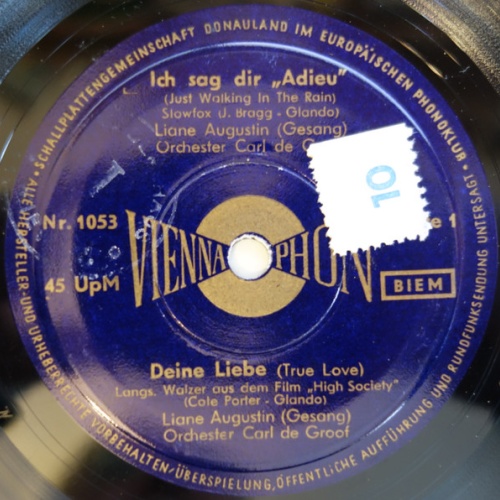 SCHALLPLATTENGEMEINSCHAFT DONAULAND IM EUROPÄISCHEN PHONOKLUB
Ich sag dir „Adieu"
(Just Walking In The Rain)
Slowfox (J. Bragg - Glando)
Liane Augustin (Gesang)
Orchester Carl de
10
Nr. 1053
1
VIENNAPHON
45 UpM
BIEM
Deine Liebe (True Love)
Langs. Walzer aus dem Film „High Society"
(Cole Porter - Glando)
Liane Augustin (Gesang)
Orchester Carl de Groof
ALLE HERSTELLER- UND URHEBERRECHTE VORBEHALTEN/ÜBERSPIELUNG, ÖFFENTLICHE AUFFÜHRUNG UND RUNDFUNKSENDUNG UNTERSAGT